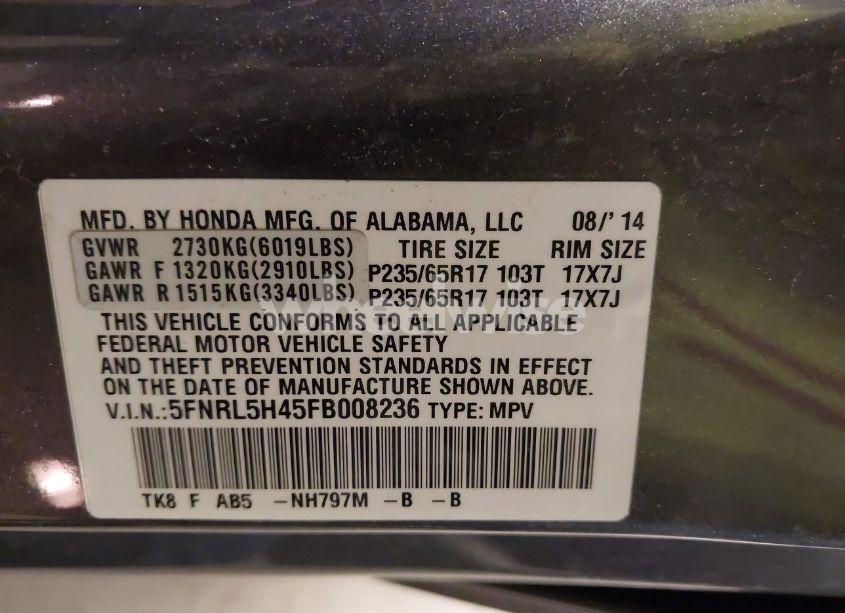 MFD. BY HONDA MFG. OF ALABAMA, LLC 08/'14
GVWR 2730KG(6019LBS) TIRE SIZE RIM SIZE
GAWR F 1320KG(2910LBS) P235/65R17 103T 17X7J
GAWR R 1515KG(3340LBS) P235/65R17 103T 17X7J
THIS VEHICLE CONFORMS TO ALL APPLICABLE
FEDERAL MOTOR VEHICLE SAFETY
AND THEFT PREVENTION STANDARDS IN EFFECT
ON THE DATE OF MANUFACTURE SHOWN ABOVE.
V.I.N.:5FNRL5H45FB008236 TYPE: MPV
TK8 F AB5 -NH797M -B -B